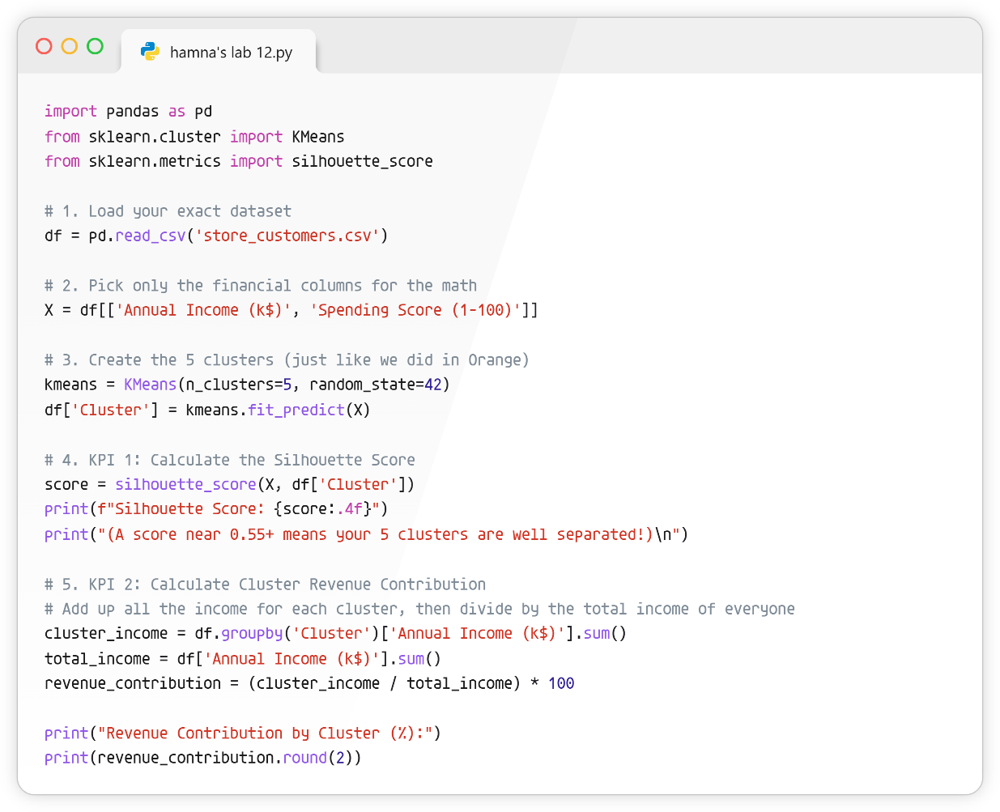 hamna's lab 12.py
import pandas as pd
from sklearn.cluster import KMeans
from sklearn.metrics import silhouette_score
# 1. Load your exact dataset
df = pd.read_csv('store_customers.csv')
# 2. Pick only the financial columns for the math
X = df[['Annual Income (k$)', 'Spending Score (1-100)']]
# 3. Create the 5 clusters (just like we did in Orange)
kmeans = KMeans(n_clusters=5, random_state=42)
df['Cluster'] = kmeans.fit_predict(X)
# 4. KPI 1: Calculate the Silhouette Score
score = silhouette_score(X, df['Cluster'])
print(f"Silhouette Score: {score:.4f}")
print("(A score near 0.55+ means your 5 clusters are well separated!)\n")
# 5. KPI 2: Calculate Cluster Revenue Contribution
# Add up all the income for each cluster, then divide by the total income of everyone
cluster_income = df.groupby('Cluster')['Annual Income (k$)'].sum()
total_income = df['Annual Income (k$)'].sum()
revenue_contribution = (cluster_income / total_income) * 100
print("Revenue Contribution by Cluster (%):")
print(revenue_contribution.round(2))